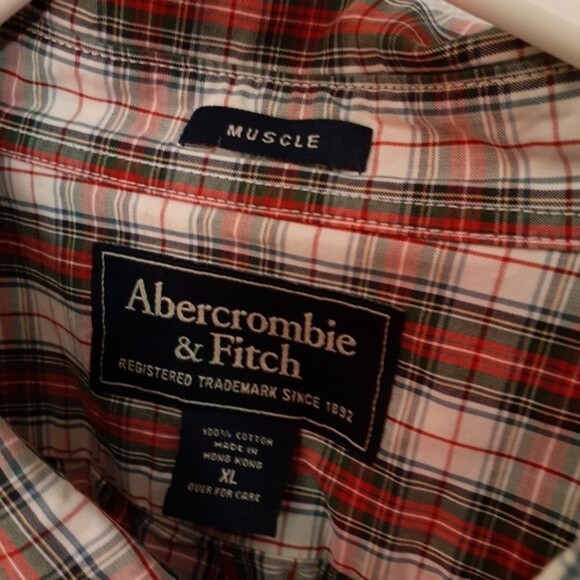 MUSCLE
Abercrombie
& Fitch
REGISTERED TRADEMARK SINCE 1892
100% COTTON
MADE IN
HONG KONG
XL
OVER FOR CARE